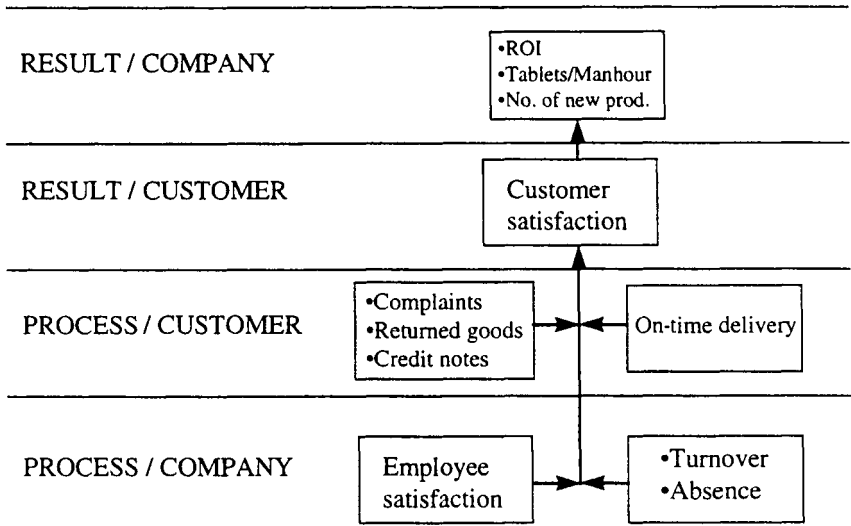 RESULT / COMPANY
•ROI
•Tablets/Manhour
•No. of new prod.
RESULT / CUSTOMER
Customer
satisfaction
PROCESS / CUSTOMER
•Complaints
•Returned goods
•Credit notes
On-time delivery
PROCESS / COMPANY
Employee
satisfaction
•Turnover
•Absence